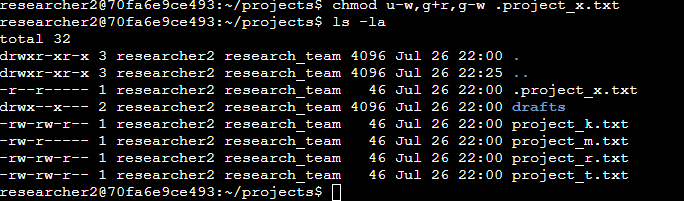 researcher2@70fa6e9ce493:~/projects$ chmod u-w,g+r,g-w .project_x.txt
researcher2@70fa6e9ce493:~/projects$ ls -la
total 32
drwxr-xr-x 3 researcher2 research_team 4096 Jul 26 22:00 .
drwxr-xr-x 3 researcher2 research_team 4096 Jul 26 22:25 ..
-r--r----- 1 researcher2 research_team   46 Jul 26 22:00 .project_x.txt
drwx--x--- 2 researcher2 research_team 4096 Jul 26 22:00 drafts
-rw-rw-r-- 1 researcher2 research_team   46 Jul 26 22:00 project_k.txt
-rw-r----- 1 researcher2 research_team   46 Jul 26 22:00 project_m.txt
-rw-rw-r-- 1 researcher2 research_team   46 Jul 26 22:00 project_r.txt
-rw-rw-r-- 1 researcher2 research_team   46 Jul 26 22:00 project_t.txt
researcher2@70fa6e9ce493:~/projects$